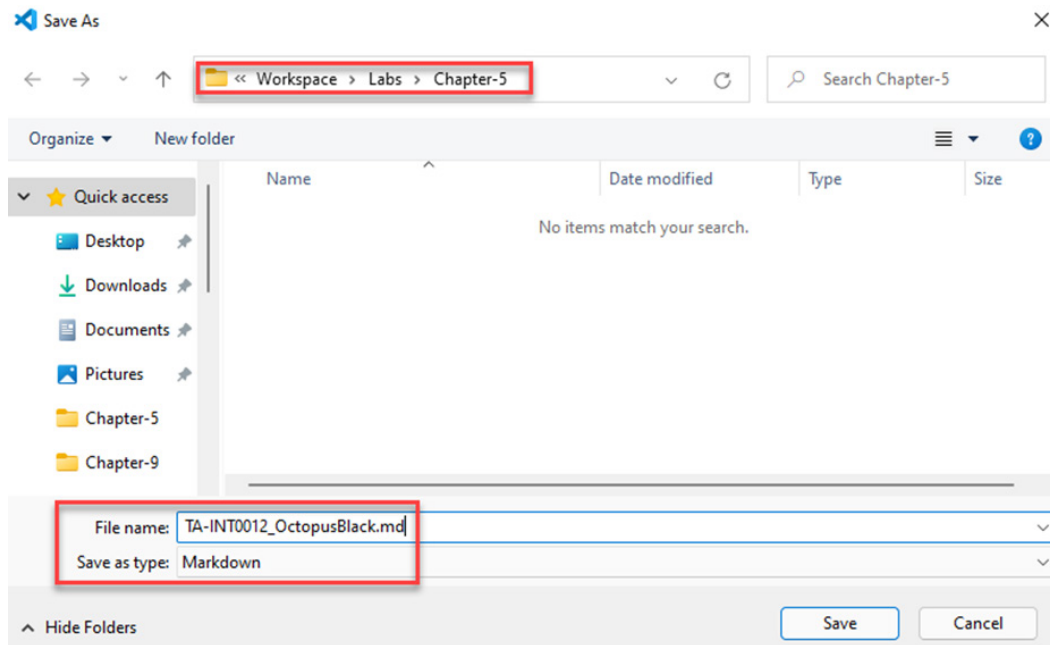 Save As
« Workspace > Labs > Chapter-5
Search Chapter-5
Organize
New folder
Name
Date modified
Type
Size
No items match your search.
Quick access
Desktop
Downloads
Documents
Pictures
Chapter-5
Chapter-9
File name: TA-INT0012_OctopusBlack.md
Save as type: Markdown
Hide Folders
Save
Cancel